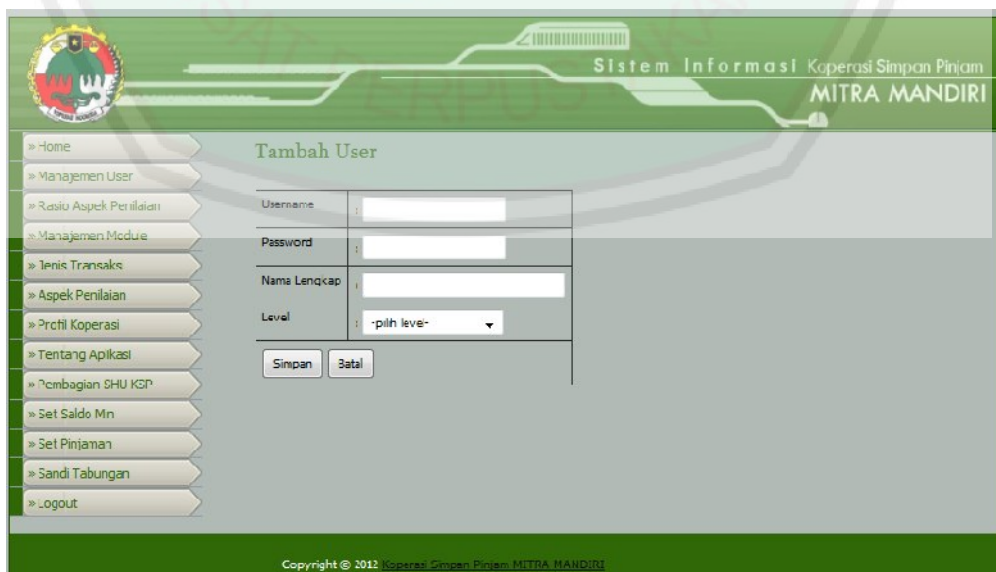 Sistem Informasi Koperasi Simpan Pinjam
MITRA MANDIRI
» Home
» Manajemen User
» Rasio Aspek Penilaian
» Manajemen Module
» Jenis Transaksi
» Aspek Penilaian
» Profil Koperasi
» Tentang Aplikasi
» Pembagian SHU KSP
» Set Saldo Min
» Set Pinjaman
» Sandi Tabungan
» Logout
Tambah User
Username :
Password :
Nama Lengkap :
Level : -pilih level-
Simpan Batal
Copyright © 2012 Koperasi Simpan Pinjam MITRA MANDIRI